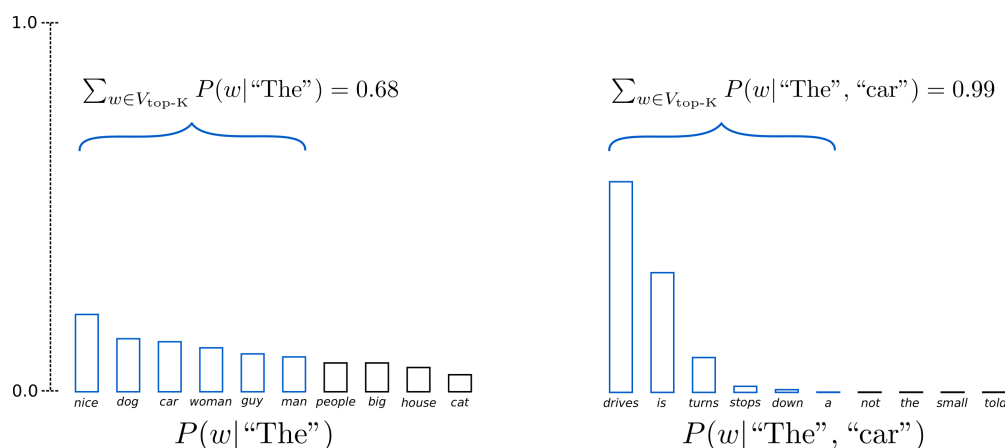 1.0
∑w∈Vtop-K P(w|“The”) = 0.68
∑w∈Vtop-K P(w|“The”, “car”) = 0.99
0.0
nice dog car woman guy man people big house cat
drives is turns stops down a not the small told
P(w|“The”)
P(w|“The”, “car”)